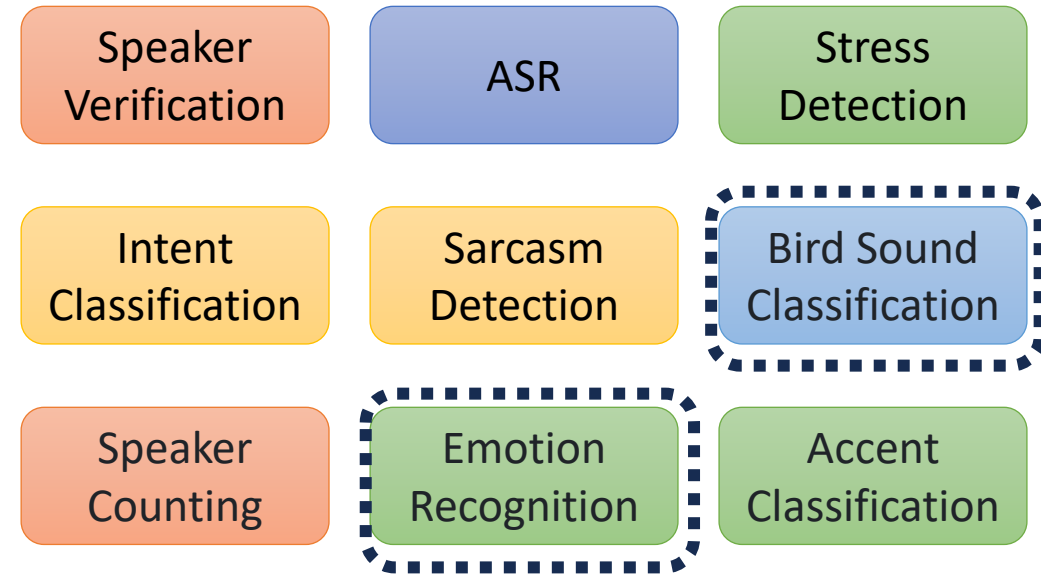 Speaker
Verification
ASR
Stress
Detection
Intent
Classification
Sarcasm
Detection
Bird Sound
Classification
Speaker
Counting
Emotion
Recognition
Accent
Classification